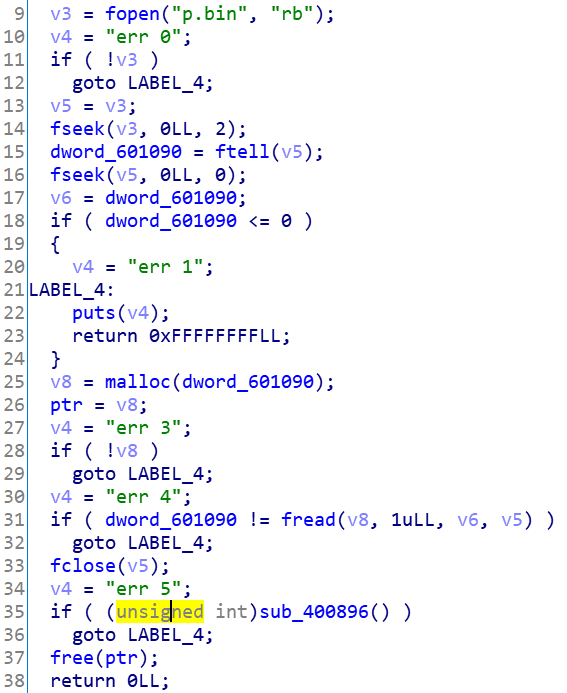 9 v3 = fopen("p.bin", "rb");
10 v4 = "err 0";
11 if ( !v3 )
12 goto LABEL_4;
13 v5 = v3;
14 fseek(v3, 0LL, 2);
15 dword_601090 = ftell(v5);
16 fseek(v5, 0LL, 0);
17 v6 = dword_601090;
18 if ( dword_601090 <= 0 )
19 {
20 v4 = "err 1";
21 LABEL_4:
22 puts(v4);
23 return 0xFFFFFFFFLL;
24 }
25 v8 = malloc(dword_601090);
26 ptr = v8;
27 v4 = "err 3";
28 if ( !v8 )
29 goto LABEL_4;
30 v4 = "err 4";
31 if ( dword_601090 != fread(v8, 1uLL, v6, v5) )
32 goto LABEL_4;
33 fclose(v5);
34 v4 = "err 5";
35 if ( (unsigned int)sub_400896() )
36 goto LABEL_4;
37 free(ptr);
38 return 0LL;